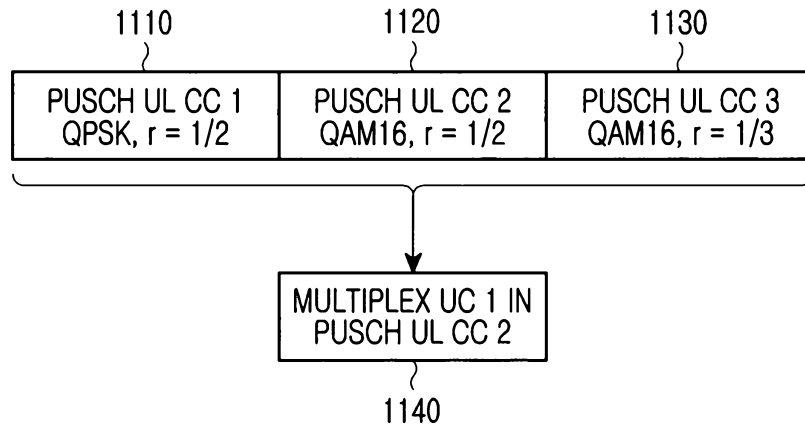 1110
1120
1130
PUSCH UL CC 1
QPSK, r = 1/2
PUSCH UL CC 2
QAM16, r = 1/2
PUSCH UL CC 3
QAM16, r = 1/3
MULTIPLEX UC 1 IN
PUSCH UL CC 2
1140